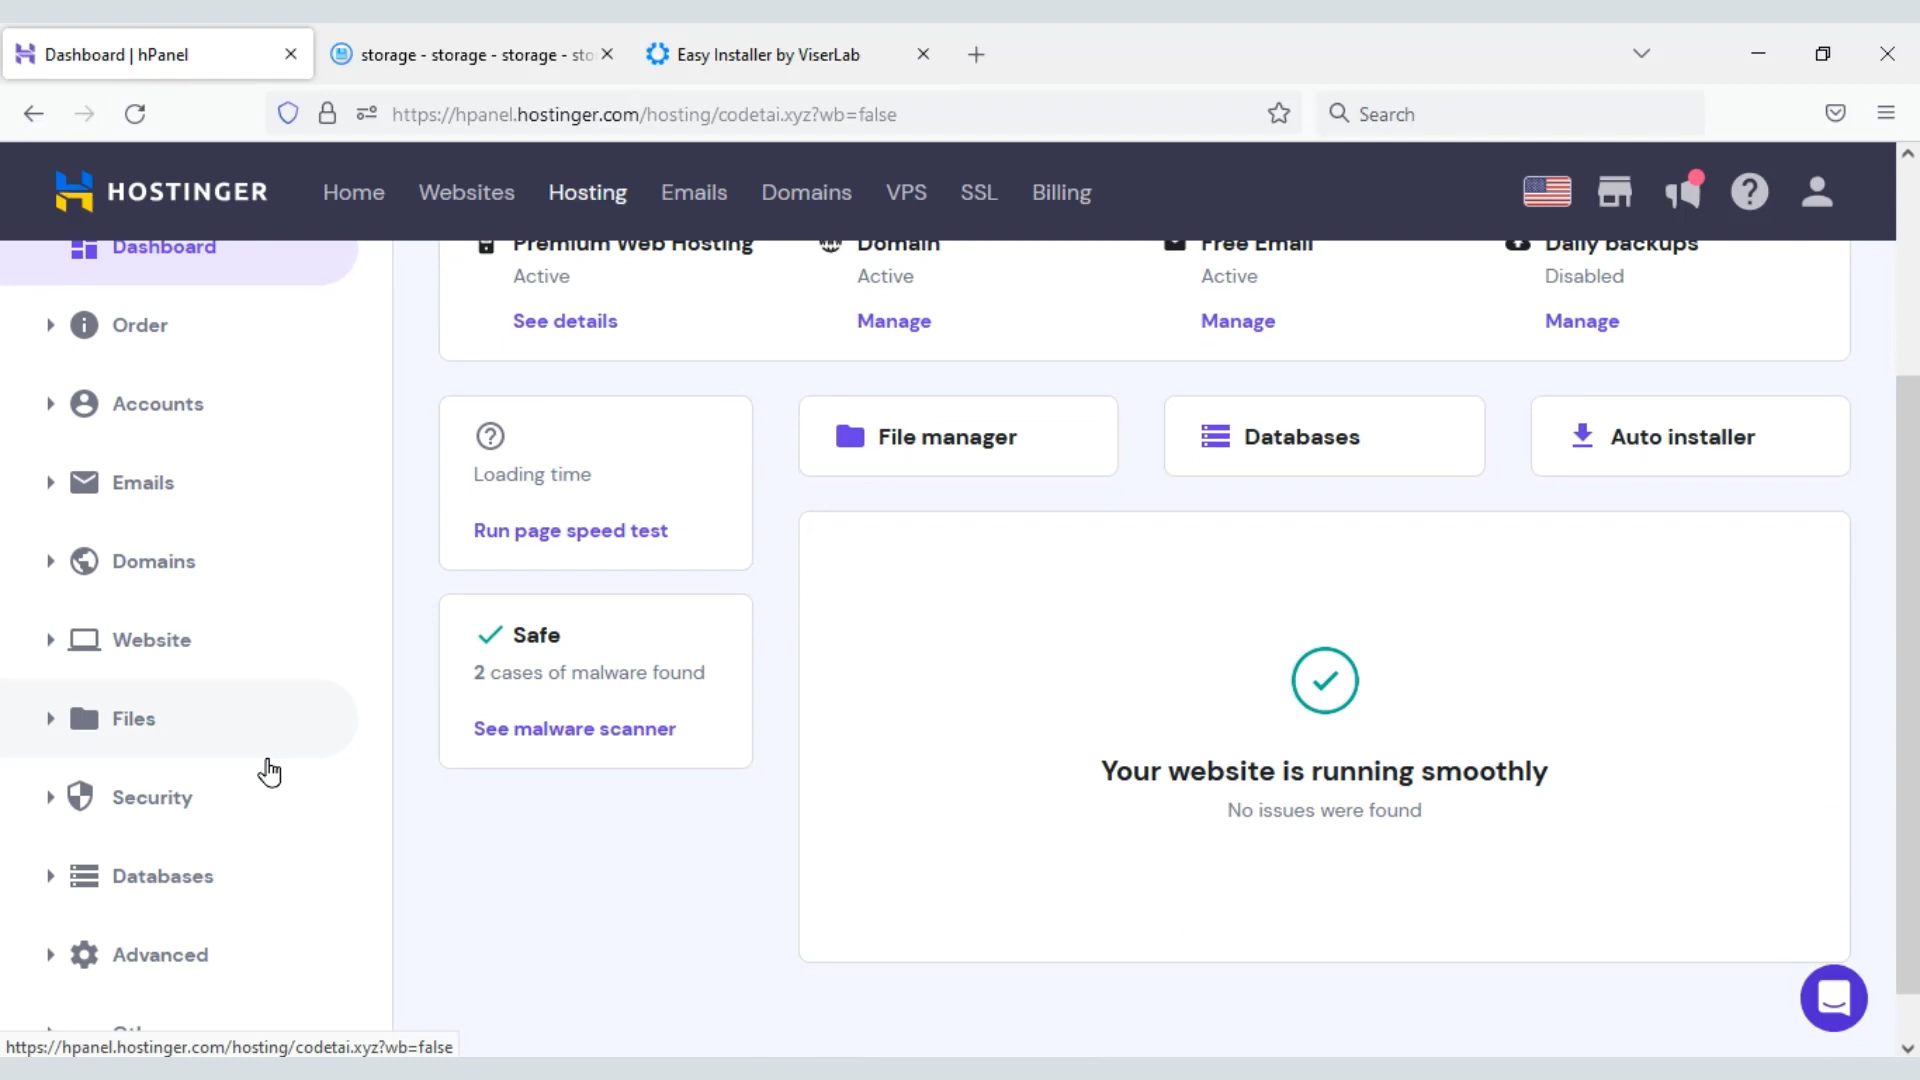 Dashboard | hPanel
storage - storage - storage - sto
Easy Installer by ViserLab
https://hpanel.hostinger.com/hosting/codetai.xyz?wb=false
Search
HOSTINGER
Home
Websites
Hosting
Emails
Domains
VPS
SSL
Billing
Dashboard
Order
Accounts
Emails
Domains
Website
Files
Security
Databases
Advanced
Premium Web Hosting
Active
See details
Domain
Active
Manage
Free Email
Active
Manage
Daily backups
Disabled
Manage
Loading time
Run page speed test
File manager
Databases
Auto installer
Safe
2 cases of malware found
See malware scanner
Your website is running smoothly
No issues were found
https://hpanel.hostinger.com/hosting/codetai.xyz?wb=false